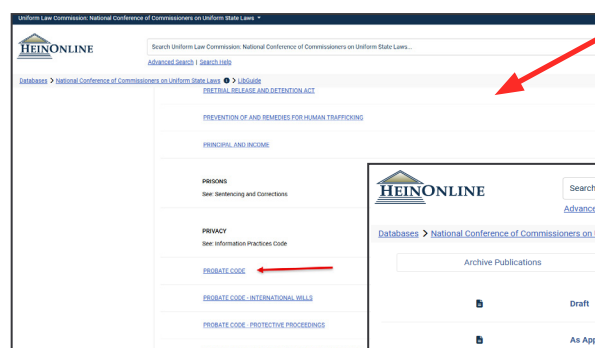 Uniform Law Commission: National Conference of Commissioners on Uniform State Laws
HEINONLINE
Search Uniform Law Commission: National Conference of Commissioners on Uniform State Laws...
Advanced Search | Search Help
Databases > National Conference of Commissioners on Uniform State Laws > LibGuide
PRETRIAL RELEASE AND DETENTION ACT
PREVENTION OF AND REMEDIES FOR HUMAN TRAFFICKING
PRINCIPAL AND INCOME
PRISONS
See: Sentencing and Corrections
PRIVACY
See: Information Practices Code
PROBATE CODE
PROBATE CODE - INTERNATIONAL WILLS
PROBATE CODE - PROTECTIVE PROCEEDINGS
HEINONLINE
Search
Advance
Databases > National Conference of Commissioners on
Archive Publications
Draft
As App